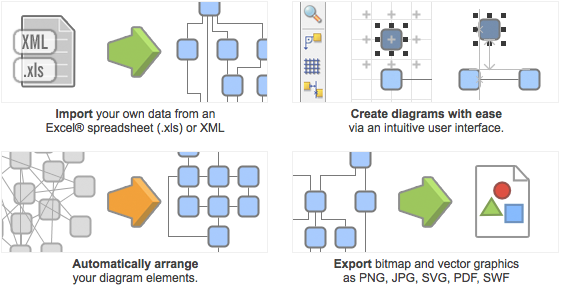 XML
.xls
Import your own data from an
Excel® spreadsheet (.xls) or XML
Create diagrams with ease
via an intuitive user interface.
Automatically arrange
your diagram elements.
Export bitmap and vector graphics
as PNG, JPG, SVG, PDF, SWF